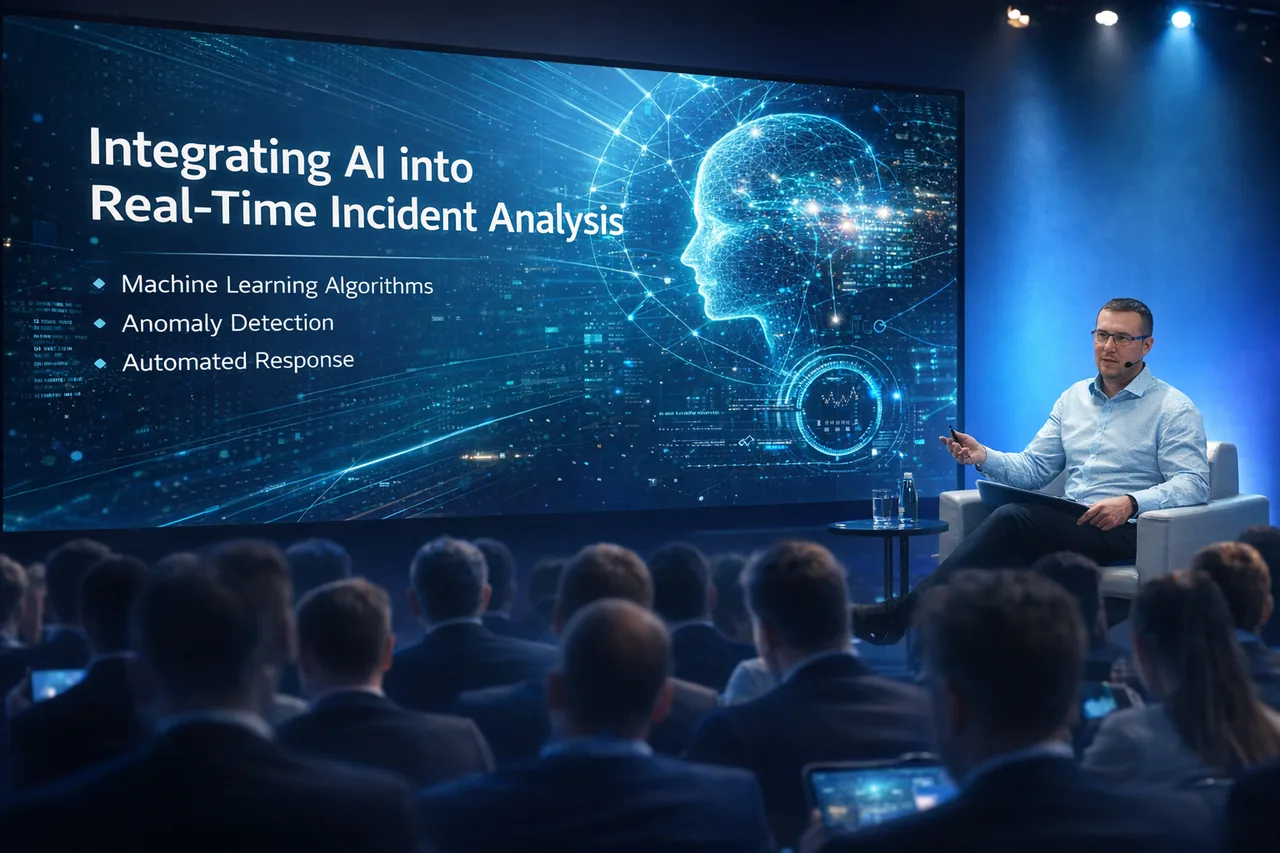 Integrating AI into
Real-Time Incident Analysis
Machine Learning Algorithms
Anomaly Detection
Automated Response